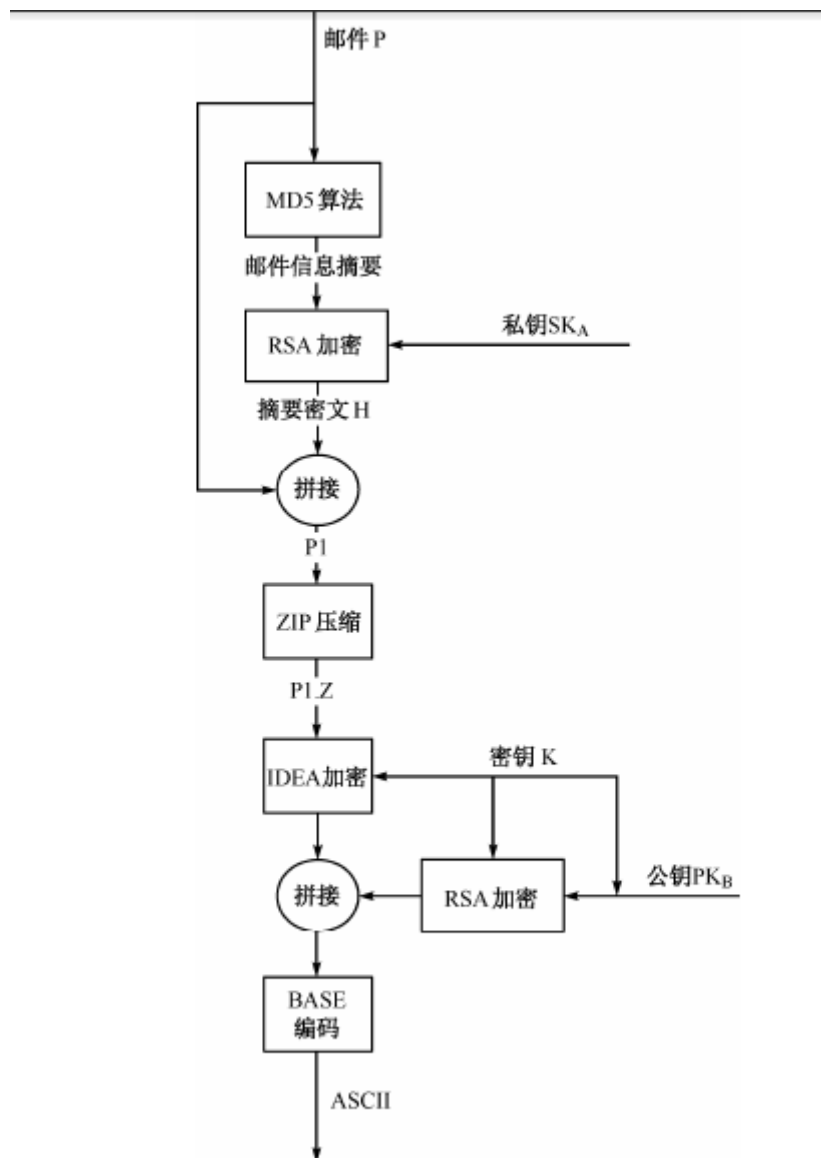 邮件 P
MD5 算法
邮件信息摘要
RSA 加密
私钥SKA
摘要密文 H
拼接
P1
ZIP 压缩
P1.Z
IDEA加密
密钥 K
拼接
RSA 加密
公钥PKB
BASE
编码
ASCII